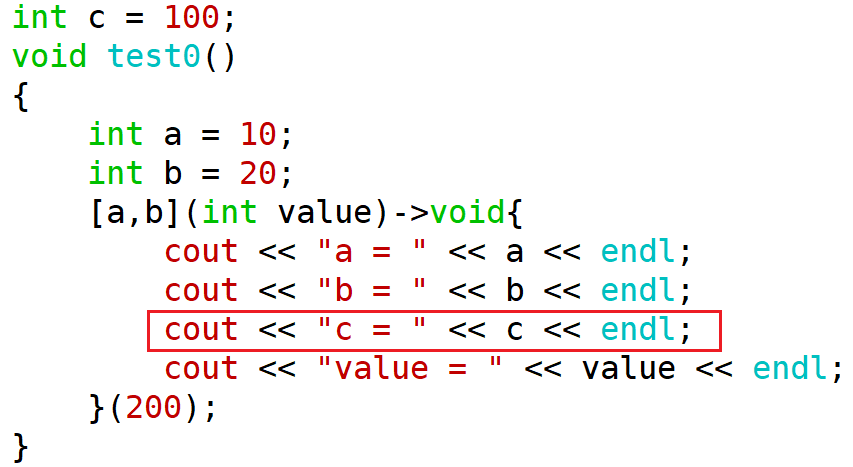 int c = 100;
void test0()
{
    int a = 10;
    int b = 20;
    [a,b](int value)->void{
        cout << "a = " << a << endl;
        cout << "b = " << b << endl;
        cout << "c = " << c << endl;
        cout << "value = " << value << endl;
    }(200);
}